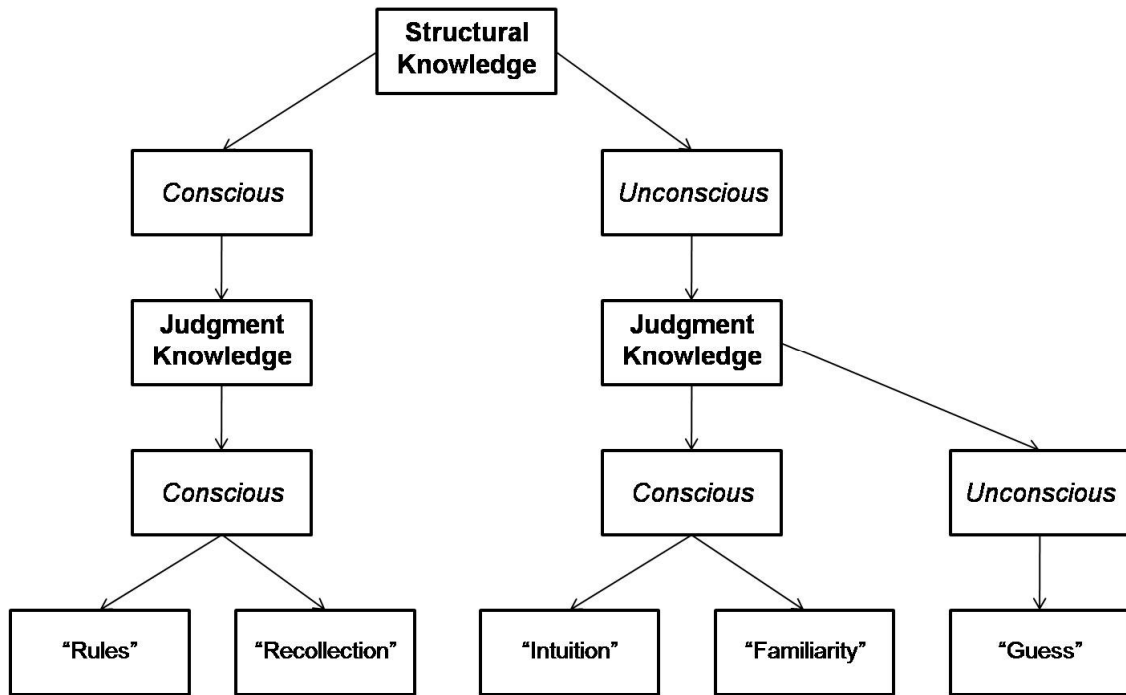 Structural
Knowledge
Conscious
Unconscious
Judgment
Knowledge
Judgment
Knowledge
Conscious
Conscious
Unconscious
“Rules”
“Recollection”
“Intuition”
“Familiarity”
“Guess”